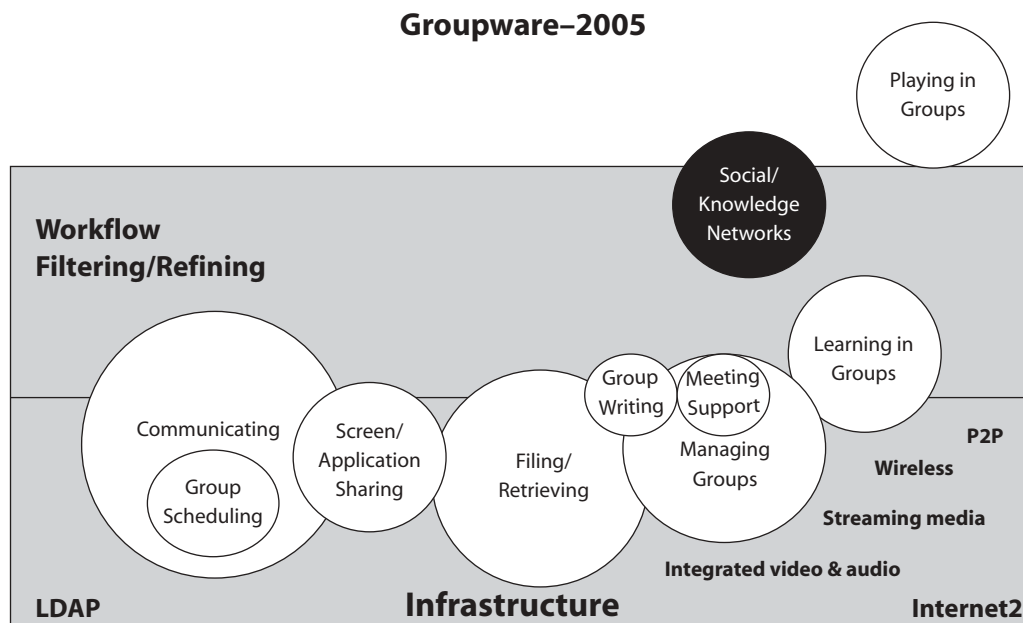 Groupware–2005
Playing in
Groups
Social/
Knowledge
Networks
Workflow
Filtering/Refining
Learning in
Groups
Group
Writing
Meeting
Support
Communicating
Screen/
Application
Sharing
Filing/
Retrieving
Managing
Groups
Group
Scheduling
P2P
Wireless
Streaming media
Integrated video & audio
LDAP
Infrastructure
Internet2